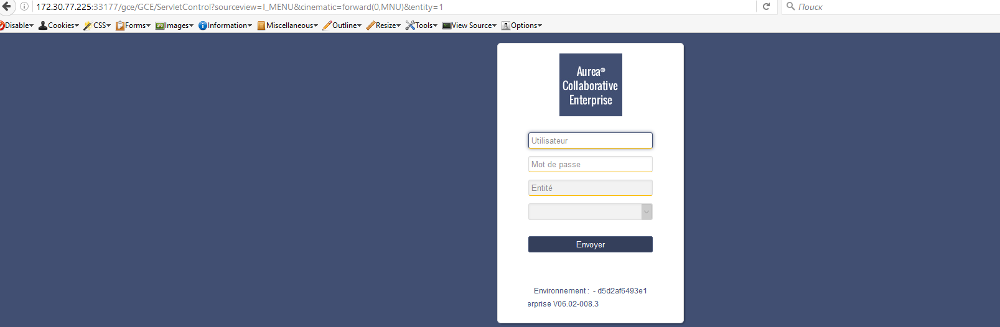 172.30.77.225:33177/gce/GCE/ServletControl?sourceview=I_MENU&cinematic=forward(0,MNU)&entity=1 Поиск
Disable Cookies CSS Forms Images Information Miscellaneous Outline Resize Tools View Source Options
Aurea®
Collaborative
Enterprise
Utilisateur
Mot de passe
Entité
Envoyer
Environnement : - d5d2af6493e1
erprise V06.02-008.3